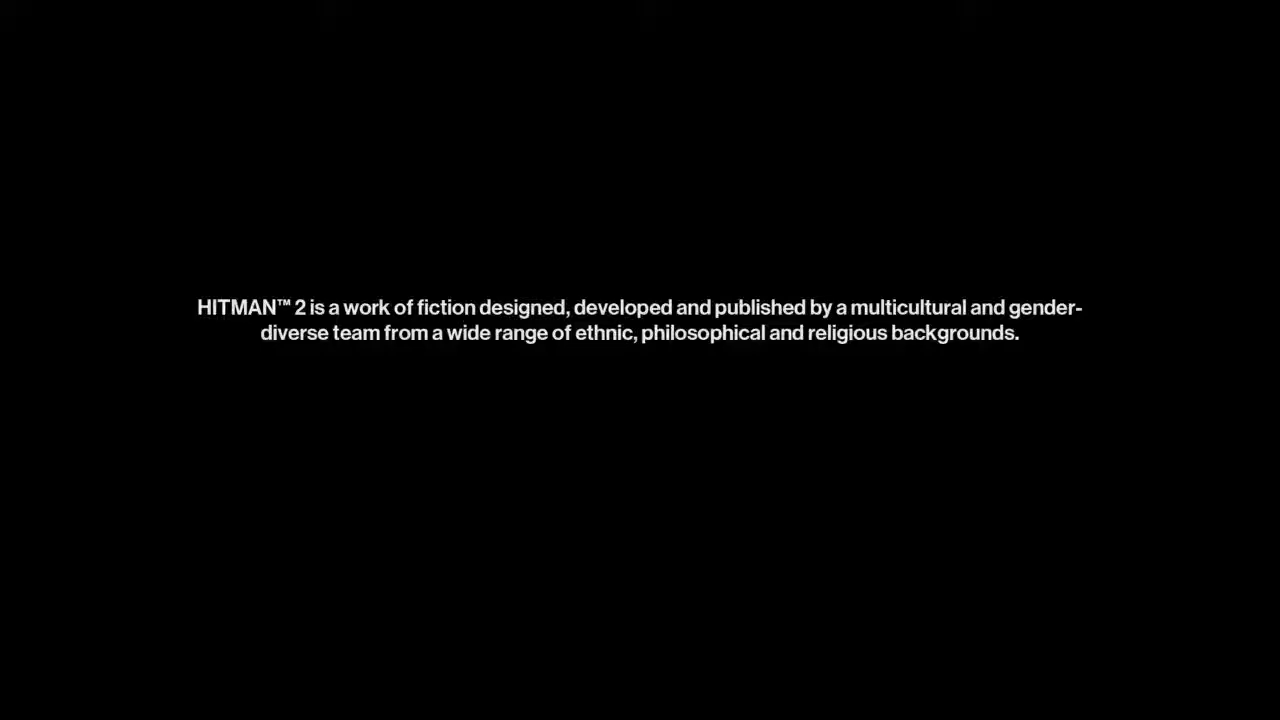 HITMAN™ 2 is a work of fiction designed, developed and published by a multicultural and gender-
diverse team from a wide range of ethnic, philosophical and religious backgrounds.